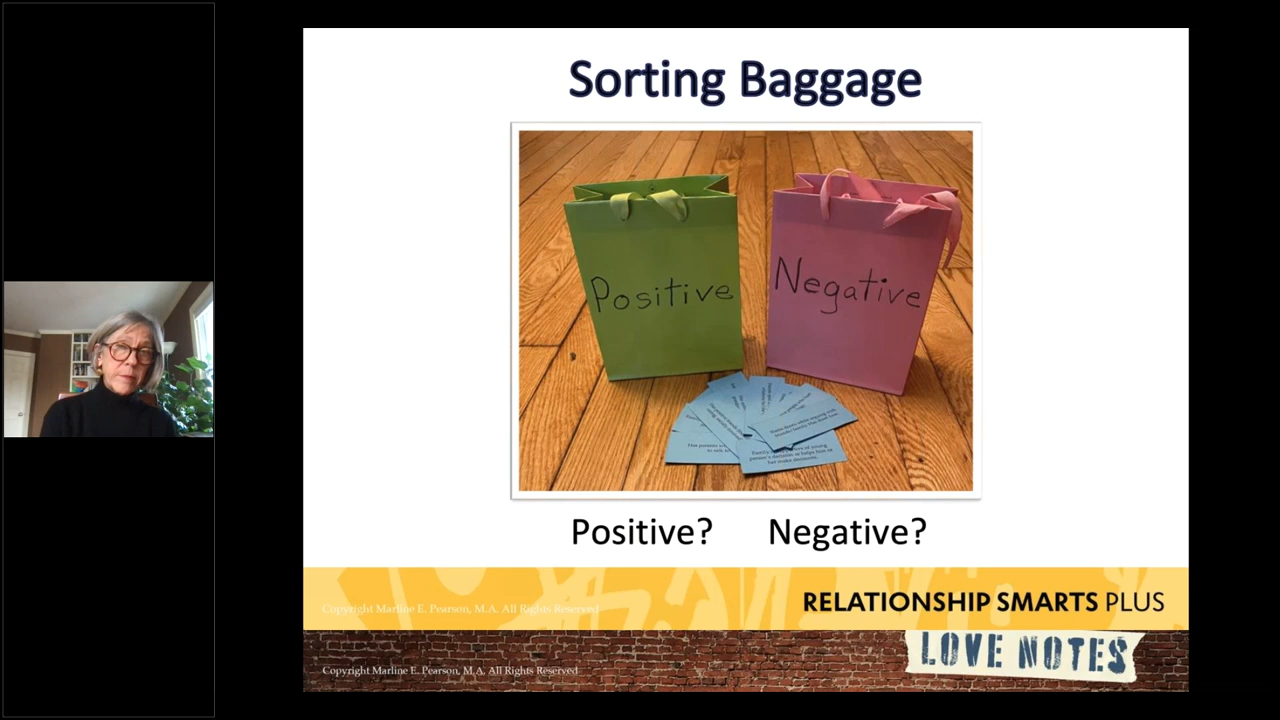 Sorting Baggage
Positive
Negative
Positive? Negative?
Copyright Marline E. Pearson, M.A. All Rights Reserved
RELATIONSHIP SMARTS PLUS
LOVE NOTES
Copyright Marline E. Pearson, M.A. All Rights Reserved